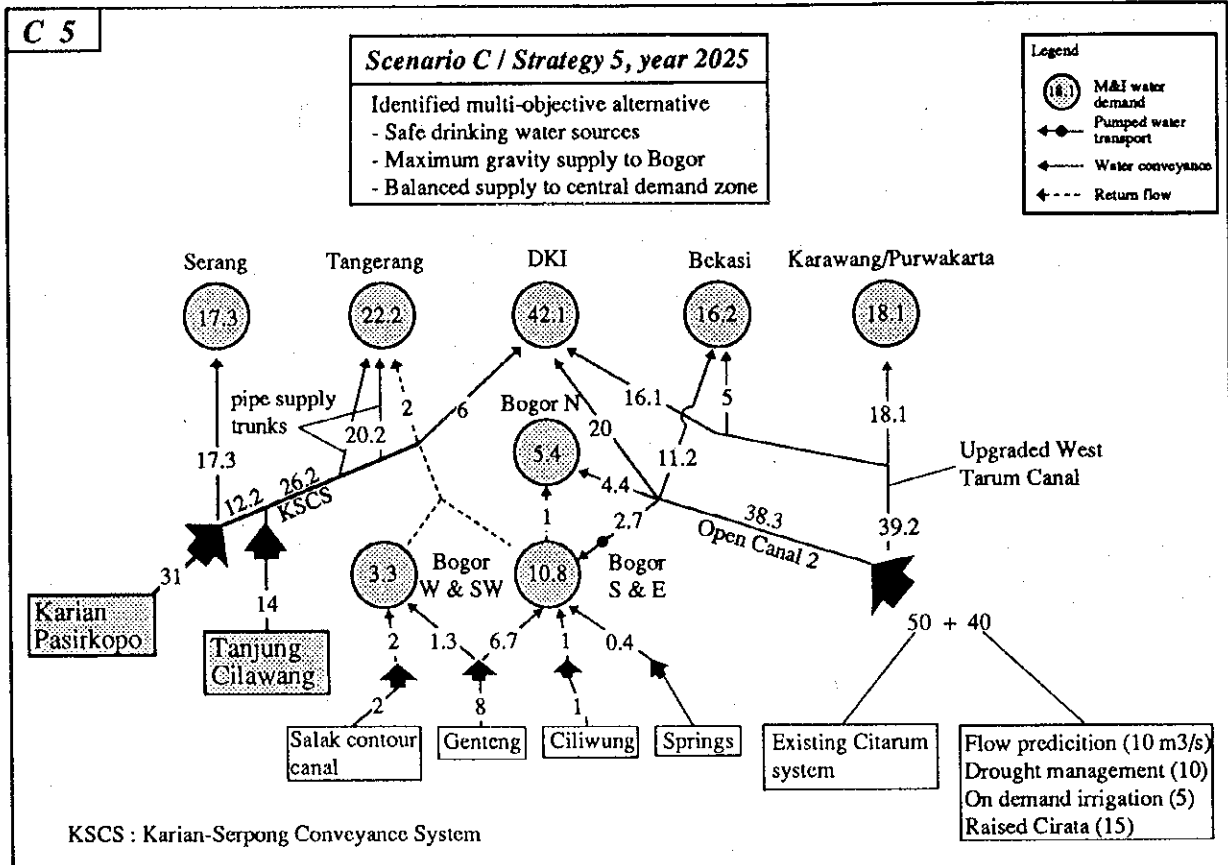 C 5
Scenario C / Strategy 5, year 2025
Identified multi-objective alternative
- Safe drinking water sources
- Maximum gravity supply to Bogor
- Balanced supply to central demand zone
Legend
18.1
M&I water
demand
Pumped water
transport
Water conveyance
Return flow
Serang
Tangerang
DKI
Bekasi
Karawang/Purwakarta
17.3
22.2
42.1
16.2
18.1
pipe supply
trunks
2
6
Bogor N
16.1
5
18.1
20.2
20
17.3
5.4
11.2
Upgraded West
Tarum Canal
12.2
26.2
KSCS
4.4
38.3
Open Canal 2
39.2
1
2.7
3.3
Bogor
W & SW
10.8
Bogor
S & E
31
14
Karian
Pasirkopo
Tanjung
Cilawang
2
1.3
6.7
1
0.4
50 + 40
2
8
1
Salak contour
canal
Genteng
Ciliwung
Springs
Existing Citarum
system
Flow predicition (10 m3/s)
Drought management (10)
On demand irrigation (5)
Raised Cirata (15)
KSCS : Karian-Serpong Conveyance System